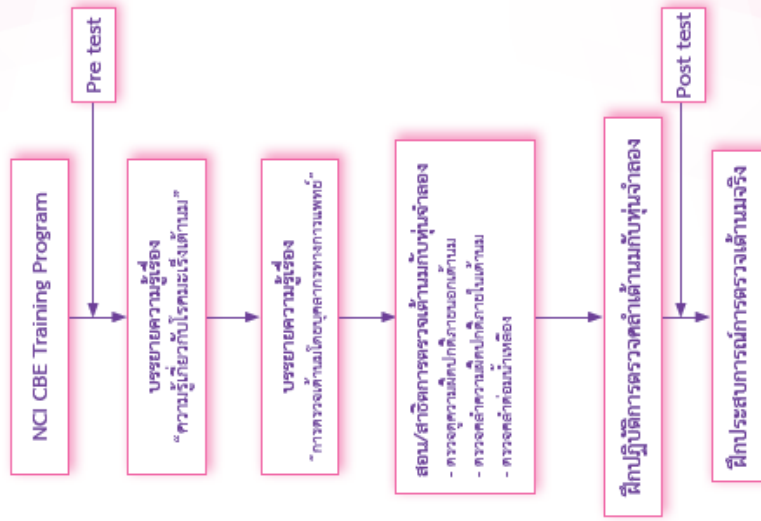 NCI CBE Training Program
Pre test
บรรยายความรู้เรื่อง
“ความรู้เกี่ยวกับโรคมะเร็งเต้านม”
บรรยายความรู้เรื่อง
“การตรวจเต้านมโดยบุคลากรทางการแพทย์”
สอน/สาธิตการตรวจเต้านมกับหุ่นจำลอง
- ตรวจดูความผิดปกติภายนอกเต้านม
- ตรวจคลำความผิดปกติภายในเต้านม
- ตรวจคลำต่อมน้ำเหลือง
ฝึกปฏิบัติการตรวจคลำเต้านมกับหุ่นจำลอง
Post test
ฝึกประสบการณ์การตรวจเต้านมจริง